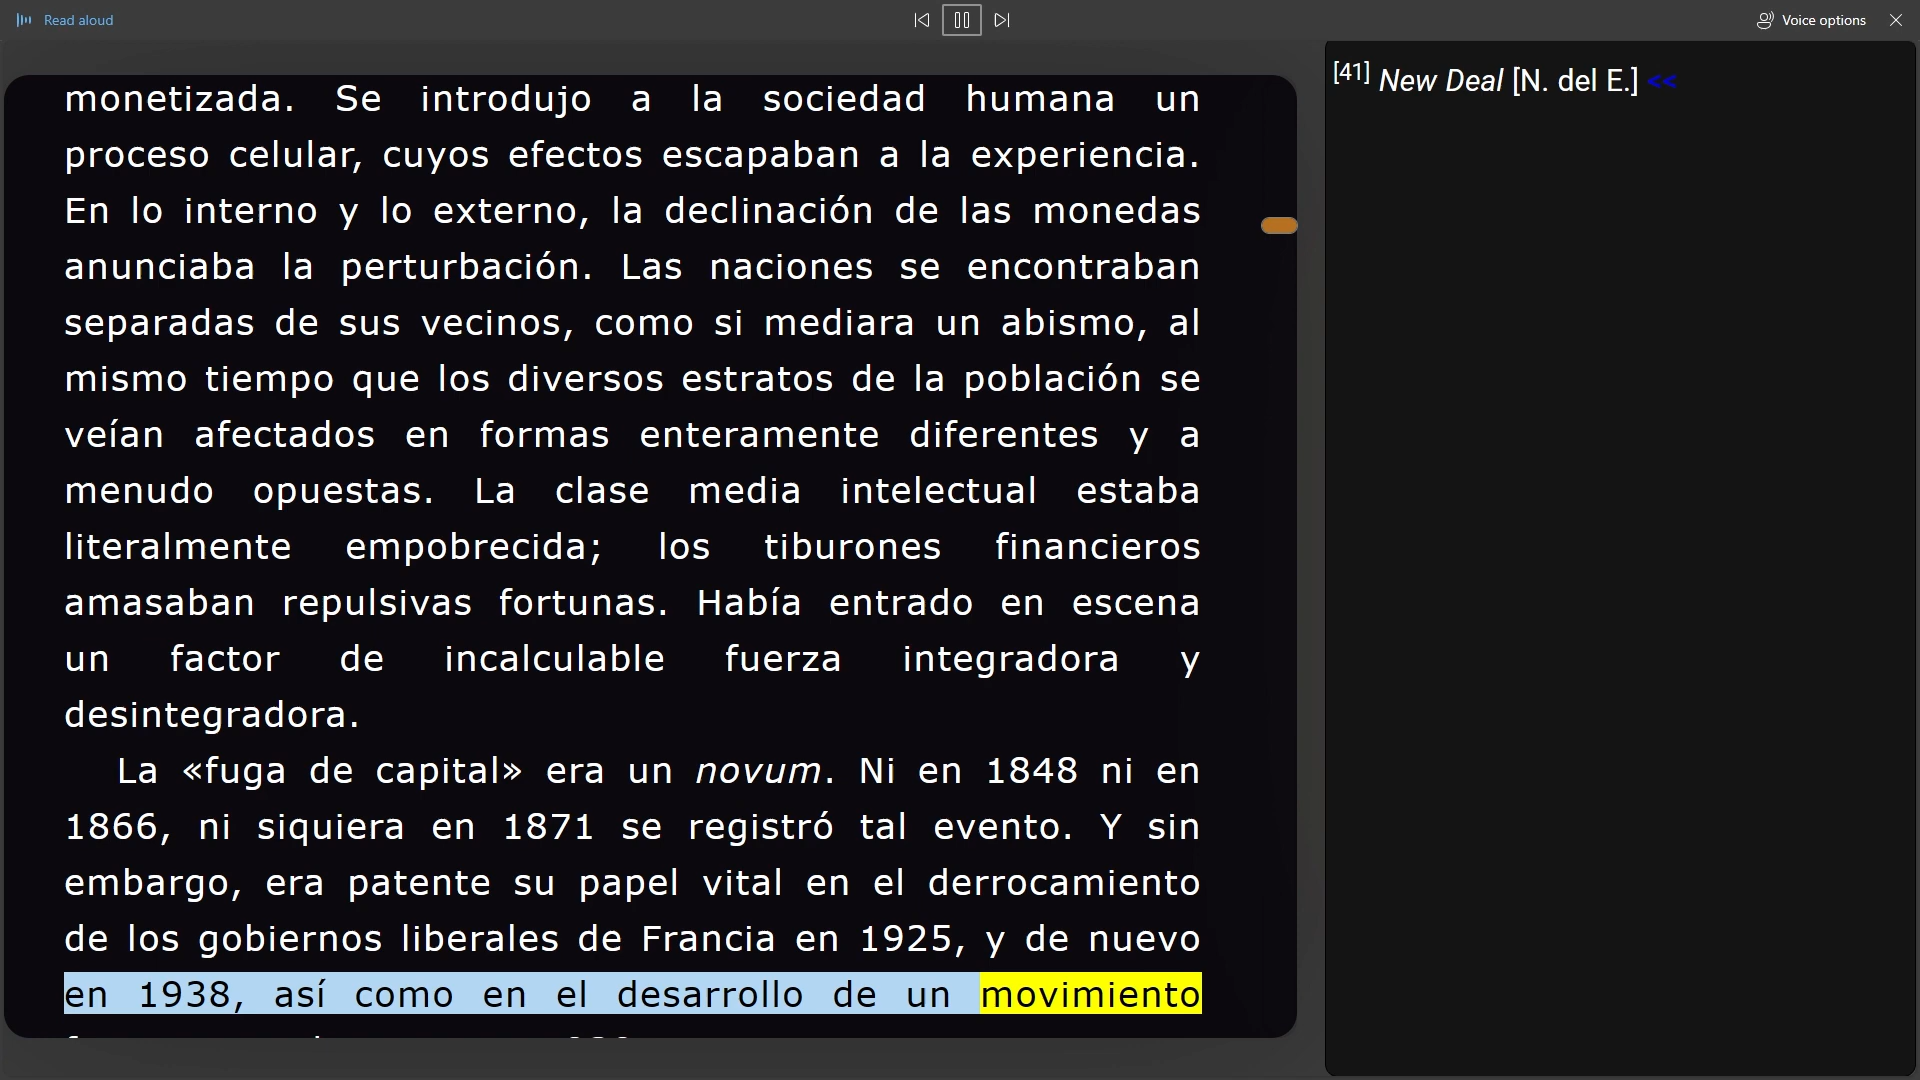 Read aloud
Voice options
monetizada. Se introdujo a la sociedad humana un
proceso celular, cuyos efectos escapaban a la experiencia.
En lo interno y lo externo, la declinación de las monedas
anunciaba la perturbación. Las naciones se encontraban
separadas de sus vecinos, como si mediara un abismo, al
mismo tiempo que los diversos estratos de la población se
veían afectados en formas enteramente diferentes y a
menudo opuestas. La clase media intelectual estaba
literalmente empobrecida; los tiburones financieros
amasaban repulsivas fortunas. Había entrado en escena
un factor de incalculable fuerza integradora y
desintegradora.
La «fuga de capital» era un novum. Ni en 1848 ni en
1866, ni siquiera en 1871 se registró tal evento. Y sin
embargo, era patente su papel vital en el derrocamiento
de los gobiernos liberales de Francia en 1925, y de nuevo
en 1938, así como en el desarrollo de un movimiento
[41] New Deal [N. del E.] <<